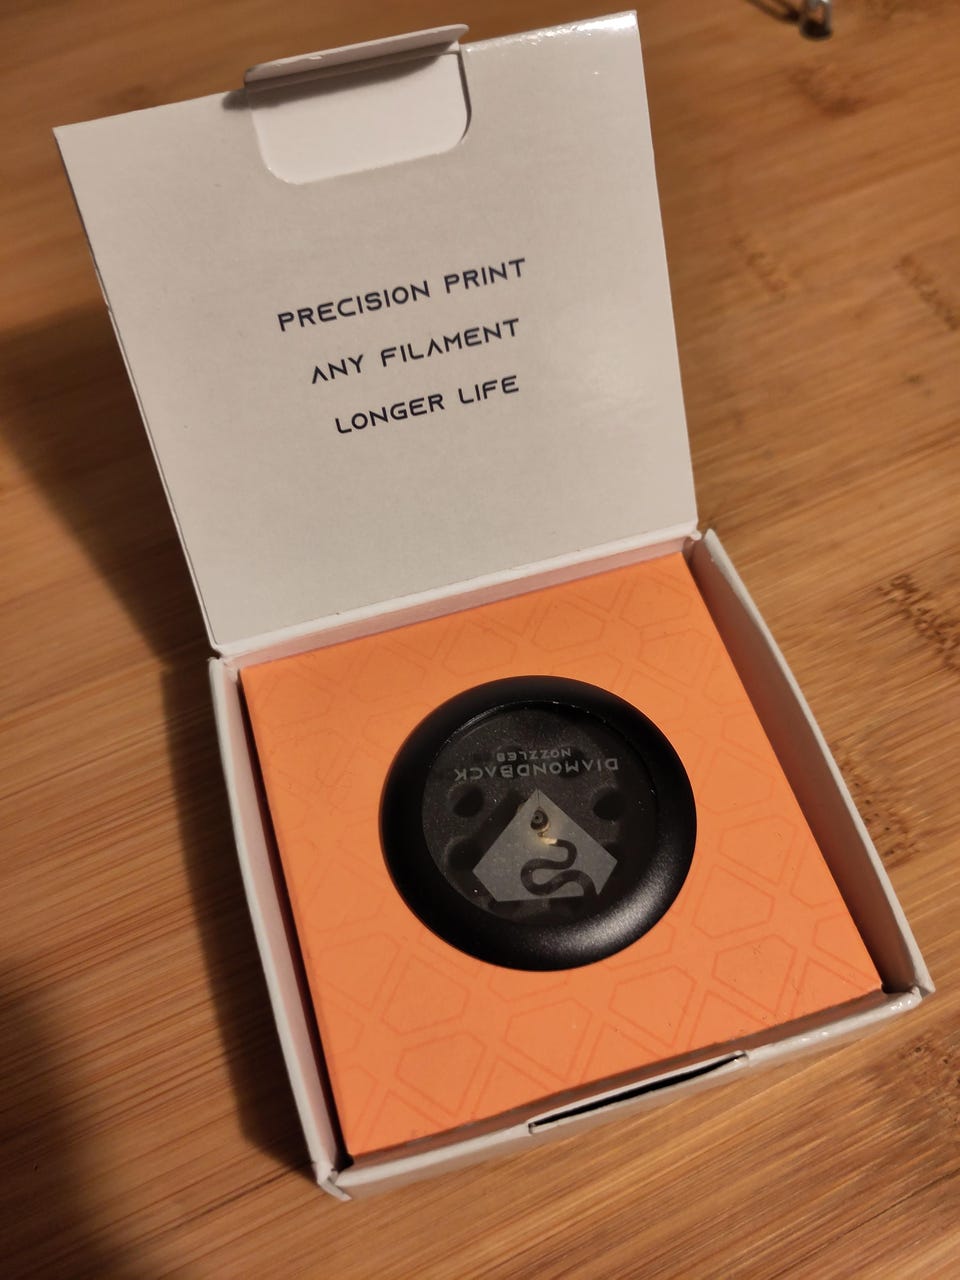 PRECISION PRINT
ANY FILAMENT
LONGER LIFE
DIAMONDBACK
NOZZLES